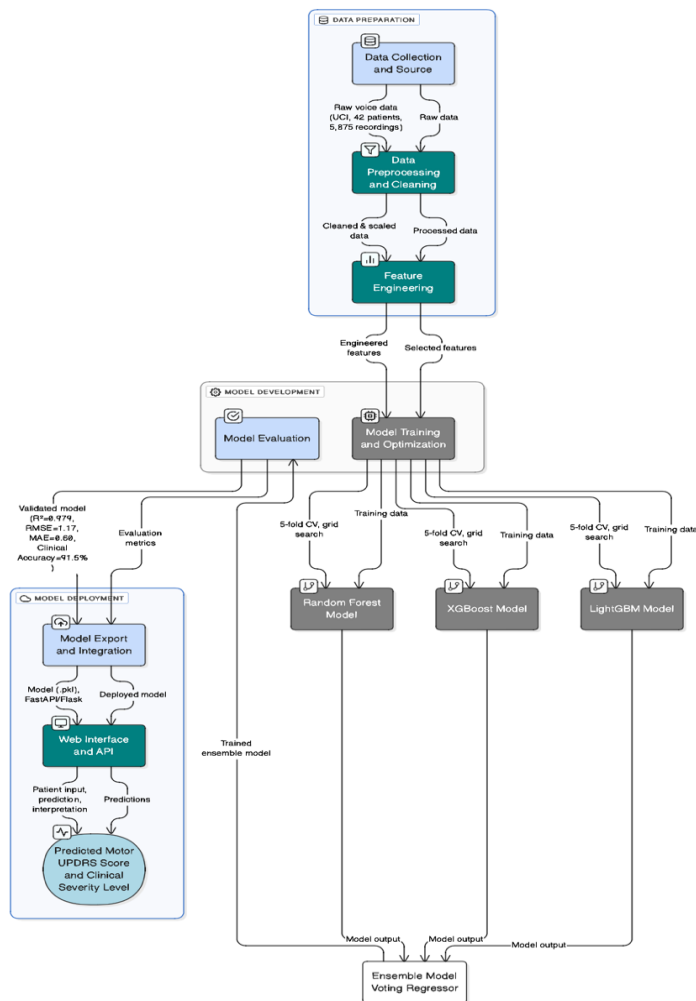 DATA PREPARATION
Data Collection
and Source
Raw voice data
(UCI, 42 patients,
5,875 recordings)
Raw data
Data
Preprocessing
and Cleaning
Cleaned & scaled
data
Processed data
Feature
Engineering
Engineered
features
Selected features
MODEL DEVELOPMENT
Model Evaluation
Model Training
and Optimization
Validated model
(R²=0.979,
RMSE=1.17,
MAE=0.60,
Clinical
Accuracy=91.5%
)
Evaluation
metrics
5-fold CV, grid
search
Training data
5-fold CV, grid
search
Training data
5-fold CV, grid
search
Training data
Random Forest
Model
XGBoost Model
LightGBM Model
MODEL DEPLOYMENT
Model Export
and Integration
Model (.pkl),
FastAPI/Flask
Deployed model
Web Interface
and API
Patient input,
prediction,
interpretation
Predictions
Predicted Motor
UPDRS Score
and Clinical
Severity Level
Trained
ensemble model
Model output
Model output
Model output
Ensemble Model
Voting Regressor